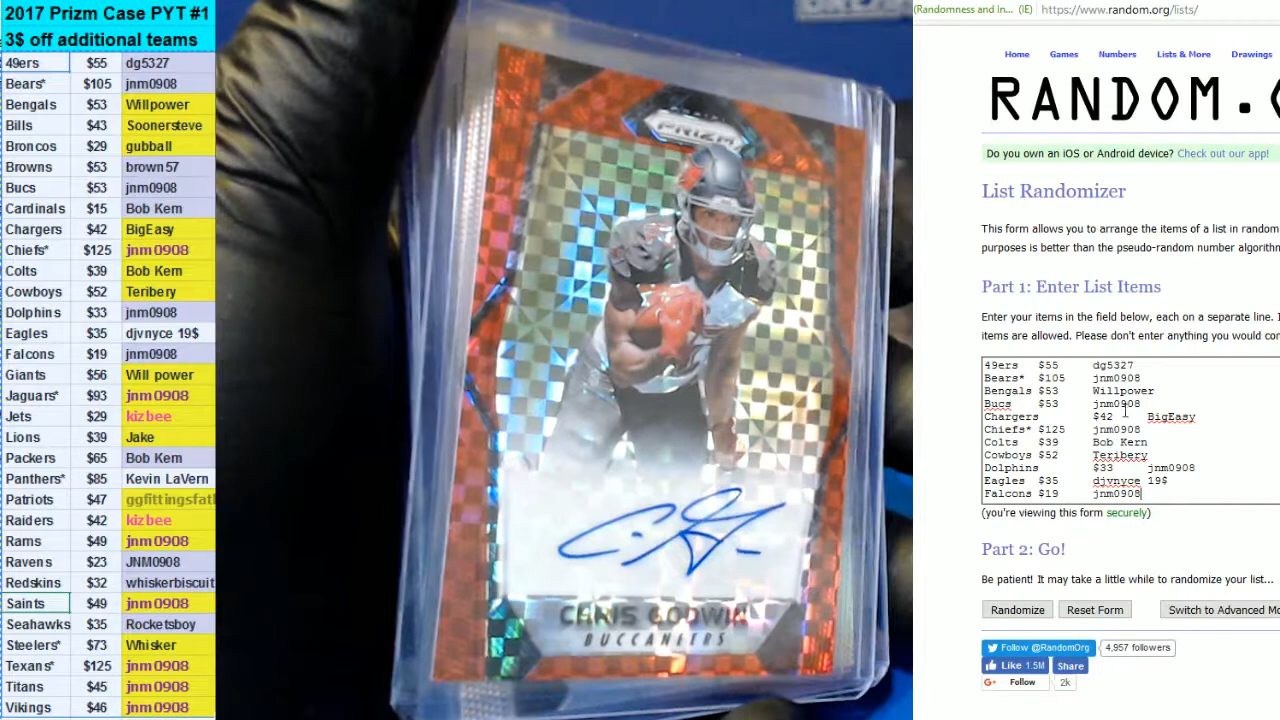 2017 Prizm Case PYT #1
3$ off additional teams
49ers $55 dg5327
Bears* $105 jnm0908
Bengals $53 Willpower
Bills $43 Soonersteve
Broncos $29 gubball
Browns $53 brown57
Bucs $53 jnm0908
Cardinals $15 Bob Kern
Chargers $42 BigEasy
Chiefs* $125 jnm0908
Colts $39 Bob Kern
Cowboys $52 Teribery
Dolphins $33 jnm0908
Eagles $35 djvnyce 19$
Falcons $19 jnm0908
Giants $56 Will power
Jaguars* $93 jnm0908
Jets $29 kizbee
Lions $39 Jake
Packers $65 Bob Kern
Panthers* $85 Kevin LaVern
Patriots $47 ggfittingsfath
Raiders $42 kizbee
Rams $49 jnm0908
Ravens $23 JNM0908
Redskins $32 whiskerbiscuit
Saints $49 jnm0908
Seahawks $35 Rocketsboy
Steelers* $73 Whisker
Texans* $125 jnm0908
Titans $45 jnm0908
Vikings $46 jnm0908
PANINI
PRIZM
CHRIS GODWIN
BUCCANEERS
(Randomness and In... (IE) https://www.random.org/lists/
Home Games Numbers Lists & More Drawings
RANDOM.O
Do you own an iOS or Android device? Check out our app!
List Randomizer
This form allows you to arrange the items of a list in random
purposes is better than the pseudo-random number algorithm
Part 1: Enter List Items
Enter your items in the field below, each on a separate line. I
items are allowed. Please don't enter anything you would con
49ers $55 dg5327
Bears* $105 jnm0908
Bengals $53 Willpower
Bucs $53 jnm0908
Chargers $42 BigEasy
Chiefs* $125 jnm0908
Colts $39 Bob Kern
Cowboys $52 Teribery
Dolphins $33 jnm0908
Eagles $35 djvnyce 19$
Falcons $19 jnm0908
(you're viewing this form securely)
Part 2: Go!
Be patient! It may take a little while to randomize your list...
Randomize Reset Form Switch to Advanced Mo
Follow @RandomOrg 4,957 followers
Like 1.5M Share
G+ Follow 2k